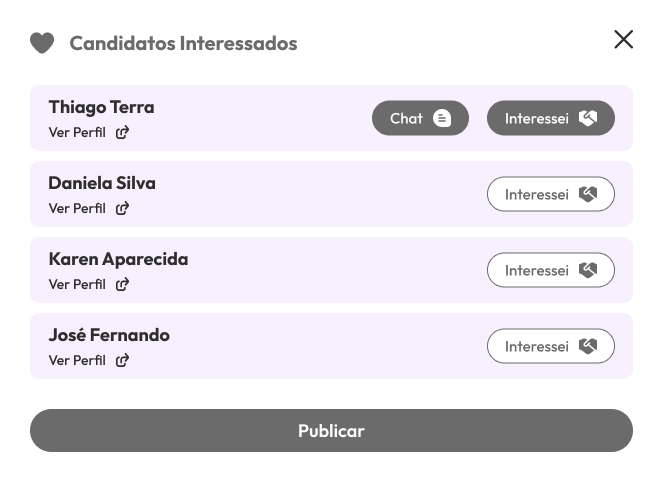 Candidatos Interessados
Thiago Terra
Ver Perfil
Chat
Interessei
Daniela Silva
Ver Perfil
Interessei
Karen Aparecida
Ver Perfil
Interessei
José Fernando
Ver Perfil
Interessei
Publicar